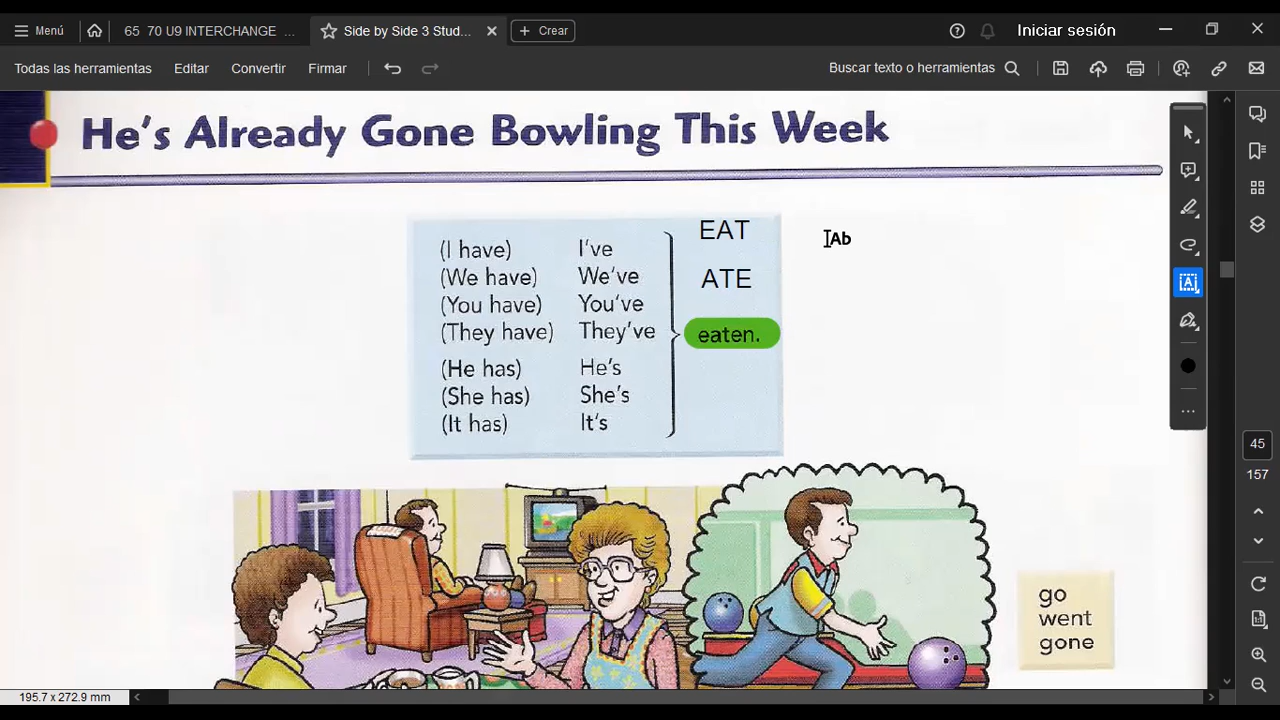 Menú
65 70 U9 INTERCHANGE ...
Side by Side 3 Stud...
Crear
Iniciar sesión
Todas las herramientas
Editar
Convertir
Firmar
Buscar texto o herramientas
He's Already Gone Bowling This Week
(I have) I've
(We have) We've
(You have) You've
(They have) They've
(He has) He's
(She has) She's
(It has) It's
EAT
ATE
eaten.
Ab
go
went
gone
45
157
1:1
195.7 x 272.9 mm